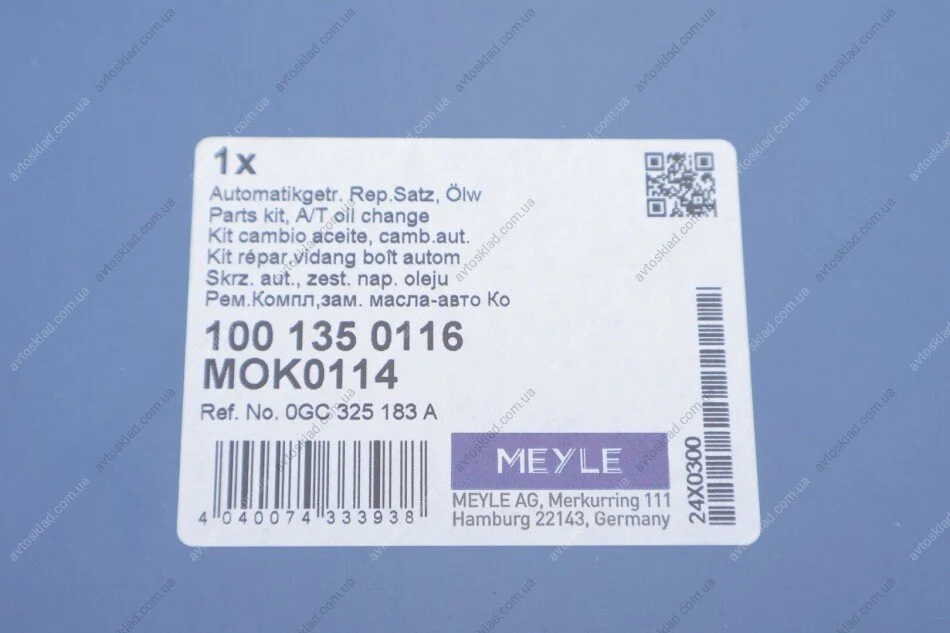 1x
Automatikgetr. Rep.Satz, Ölw
Parts kit, A/T oil change
Kit cambio aceite, camb.aut.
Kit répar,vidang boît autom
Skrz. aut., zest. nap. oleju
Рем.Компл,зам. масла-авто Ко
100 135 0116
MOK0114
Ref. No. 0GC 325 183 A
4 040074 333938
MEYLE
MEYLE AG, Merkurring 111
Hamburg 22143, Germany
24X0300
avtosklad.com.ua